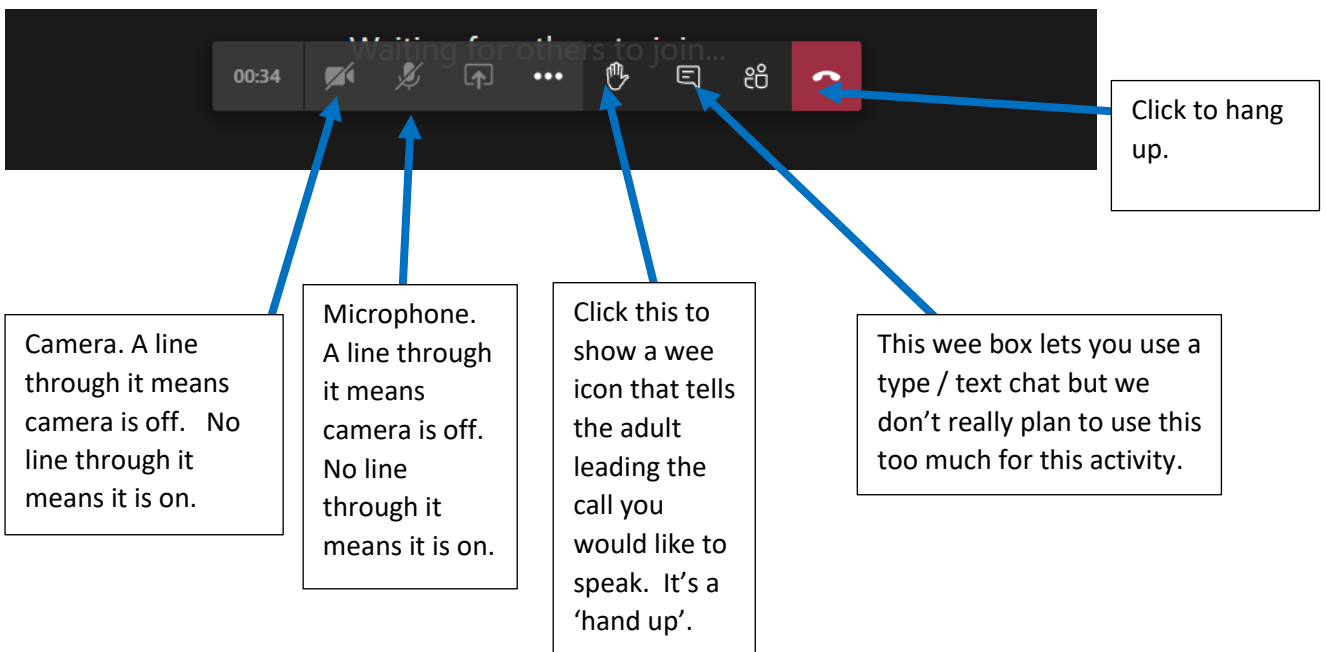 Waiting for others to join...
00:34
Click to hang
up.
Camera. A line
through it means
camera is off. No
line through it
means it is on.
Microphone.
A line through
it means
camera is off.
No line
through it
means it is on.
Click this to
show a wee
icon that tells
the adult
leading the
call you
would like to
speak. It’s a
‘hand up’.
This wee box lets you use a
type / text chat but we
don’t really plan to use this
too much for this activity.